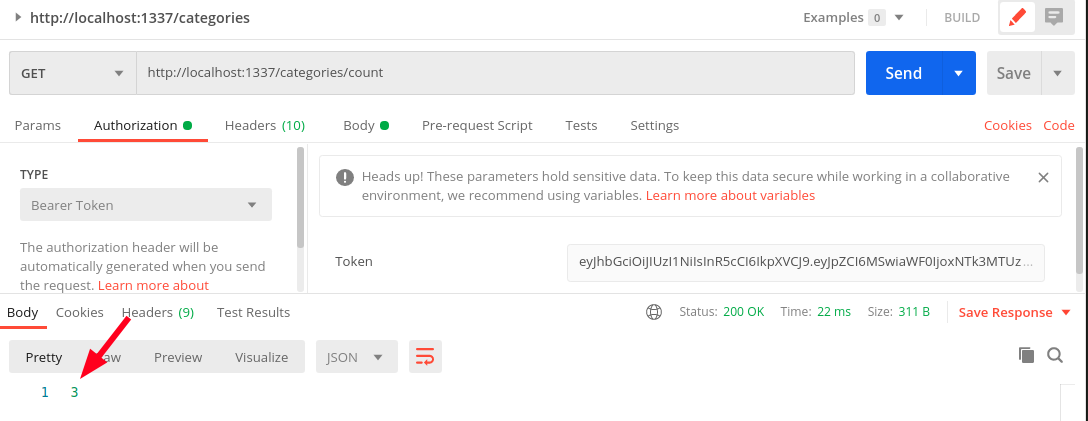 http://localhost:1337/categories
Examples 0 BUILD
GET http://localhost:1337/categories/count Send Save
Params Authorization Headers (10) Body Pre-request Script Tests Settings Cookies Code
TYPE
Bearer Token
The authorization header will be
automatically generated when you send
the request. Learn more about
Heads up! These parameters hold sensitive data. To keep this data secure while working in a collaborative
environment, we recommend using variables. Learn more about variables
Token eyJhbGciOiJIUzI1NiIsInR5cCI6IkpXVCJ9.eyJpZCI6MSwiaWF0IjoxNTk3MTUz...
Body Cookies Headers (9) Test Results Status: 200 OK Time: 22 ms Size: 311 B Save Response
Pretty Raw Preview Visualize JSON
1 3